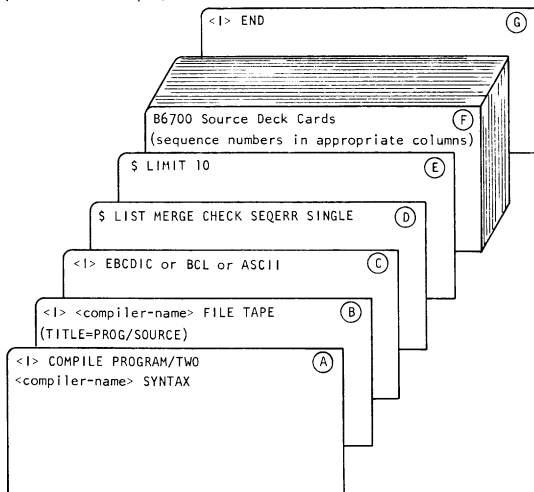 <I> END
G
B6700 Source Deck Cards
F
(sequence numbers in appropriate columns)
$ LIMIT 10
E
$ LIST MERGE CHECK SEQERR SINGLE
D
<I> EBCDIC or BCL or ASCII
C
<I> <compiler-name> FILE TAPE
B
(TITLE=PROG/SOURCE)
<I> COMPILE PROGRAM/TWO
A
<compiler-name> SYNTAX